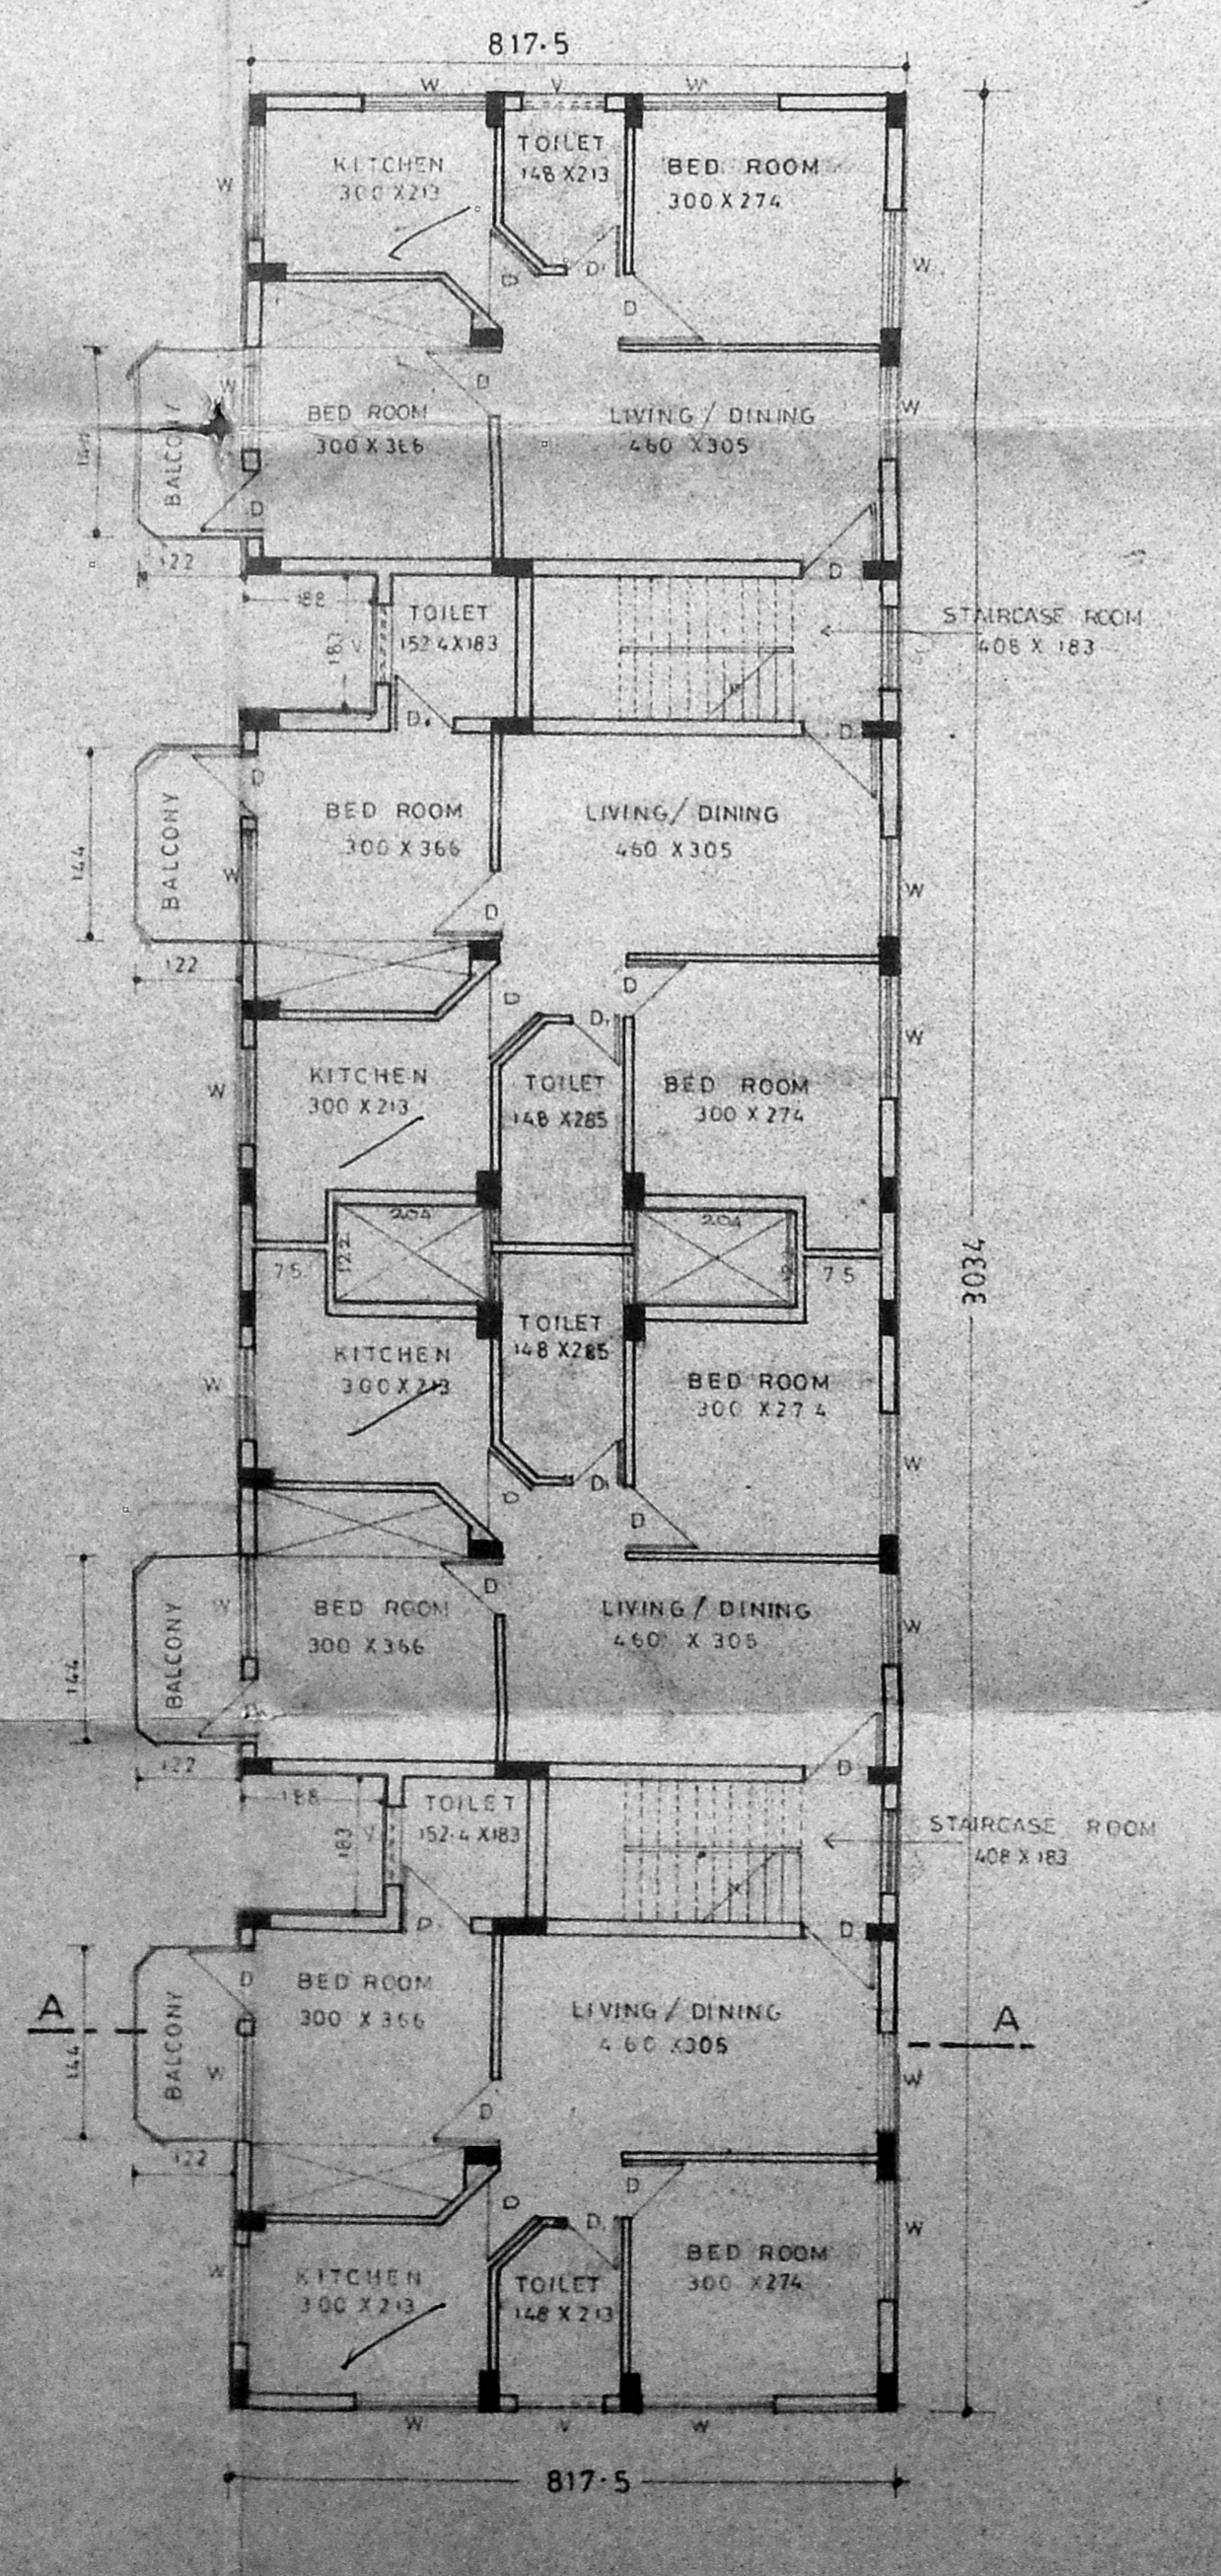 817·5
W V W
KITCHEN
300 X 213
TOILET
148 X 213
BED ROOM
300 X 274
W
W
D D₁
D
W
D
W
BED ROOM
300 X 366
LIVING / DINING
460 X 305
BALCONY
D
D
122
188
183
V
TOILET
152·4 X 183
STAIRCASE ROOM
408 X 183
D₁
D
D
BED ROOM
300 X 366
LIVING / DINING
460 X 305
BALCONY
144
W
W
D
122
D
D₁
D
W
KITCHEN
300 X 213
TOILET
148 X 285
BED ROOM
300 X 274
W
204
122
204
75
75
3034
TOILET
148 X 285
KITCHEN
300 X 213
BED ROOM
300 X 274
W
W
D
D₁
D
D
BED ROOM
300 X 366
LIVING / DINING
460 X 305
BALCONY
144
W
W
D
122
188
183
V
TOILET
152·4 X 183
STAIRCASE ROOM
408 X 183
D
D
D
BED ROOM
300 X 366
LIVING / DINING
460 X 305
BALCONY
144
A
A
W
W
D
122
D
D₁
D
W
W
KITCHEN
300 X 213
TOILET
148 X 213
BED ROOM
300 X 274
W V W
817·5